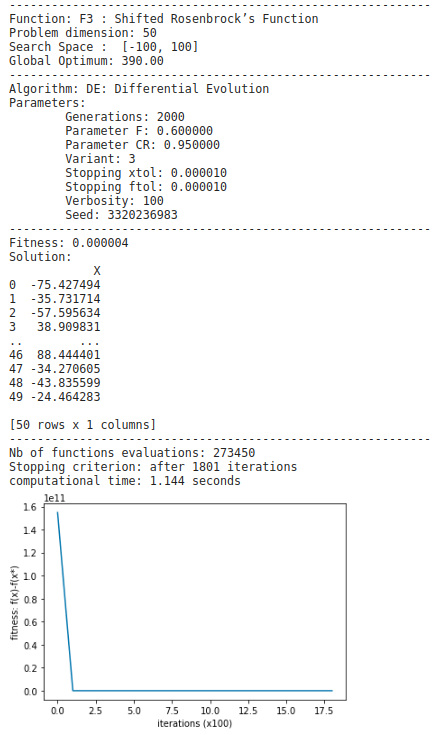 ------------------------------------------------------------
Function: F3 : Shifted Rosenbrock’s Function
Problem dimension: 50
Search Space :  [-100, 100]
Global Optimum: 390.00
------------------------------------------------------------
Algorithm: DE: Differential Evolution
Parameters:
        Generations: 2000
        Parameter F: 0.600000
        Parameter CR: 0.950000
        Variant: 3
        Stopping xtol: 0.000010
        Stopping ftol: 0.000010
        Verbosity: 100
        Seed: 3320236983
------------------------------------------------------------
Fitness: 0.000004
Solution:
            X
0  -75.427494
1  -35.731714
2  -57.595634
3   38.909831
..        ...
46  88.444401
47 -34.270605
48 -43.835599
49 -24.464283

[50 rows x 1 columns]
------------------------------------------------------------
Nb of functions evaluations: 273450
Stopping criterion: after 1801 iterations
computational time: 1.144 seconds
1e11
1.6
1.4
1.2
1.0
0.8
0.6
0.4
0.2
0.0
fitness: f(x)-f(x*)
0.0 2.5 5.0 7.5 10.0 12.5 15.0 17.5
iterations (x100)